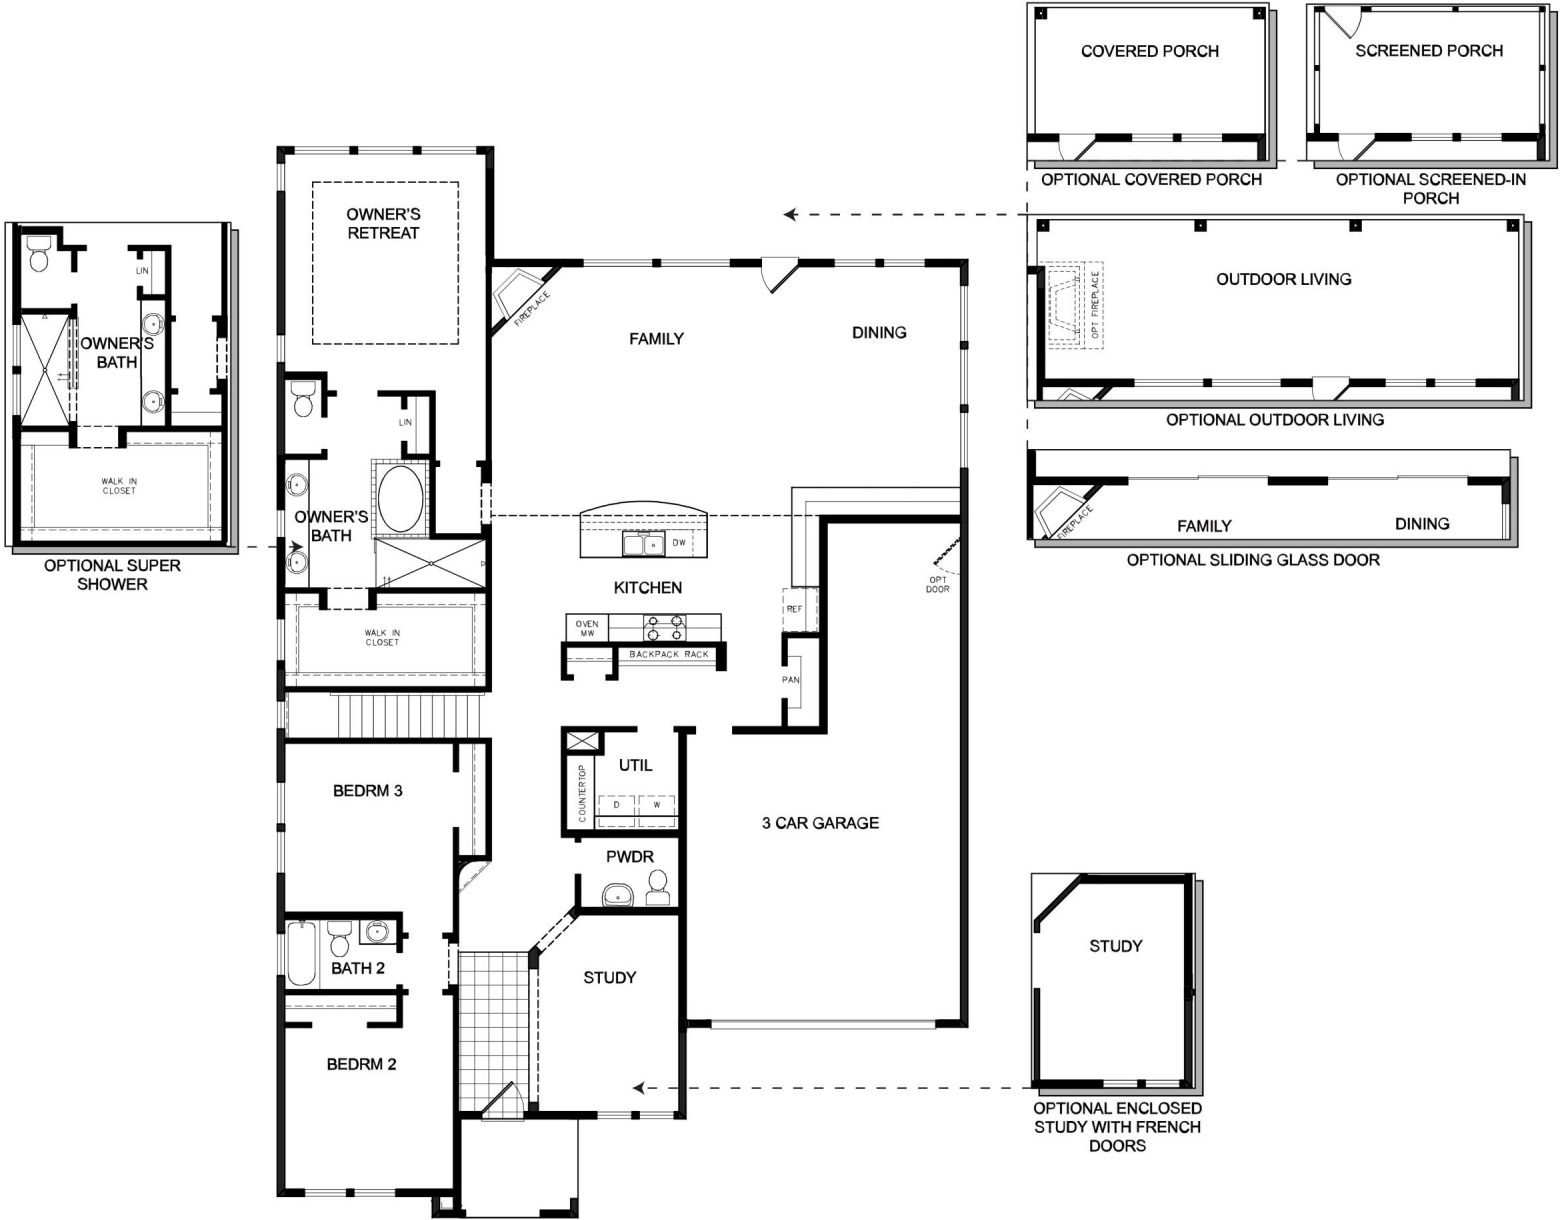 COVERED PORCH
OPTIONAL COVERED PORCH
SCREENED PORCH
OPTIONAL SCREENED-IN
PORCH
OUTDOOR LIVING
OPT FIREPLACE
OPTIONAL OUTDOOR LIVING
FIREPLACE
FAMILY
DINING
OPTIONAL SLIDING GLASS DOOR
LIN
OWNER'S
BATH
WALK IN
CLOSET
OPTIONAL SUPER
SHOWER
OWNER'S
RETREAT
FIREPLACE
FAMILY
DINING
LIN
OWNER'S
BATH
DW
KITCHEN
OPT
DOOR
OVEN
MW
REF
WALK IN
CLOSET
BACKPACK RACK
PAN
UTIL
COUNTERTOP
D
W
BEDRM 3
3 CAR GARAGE
PWDR
BATH 2
STUDY
BEDRM 2
STUDY
OPTIONAL ENCLOSED
STUDY WITH FRENCH
DOORS